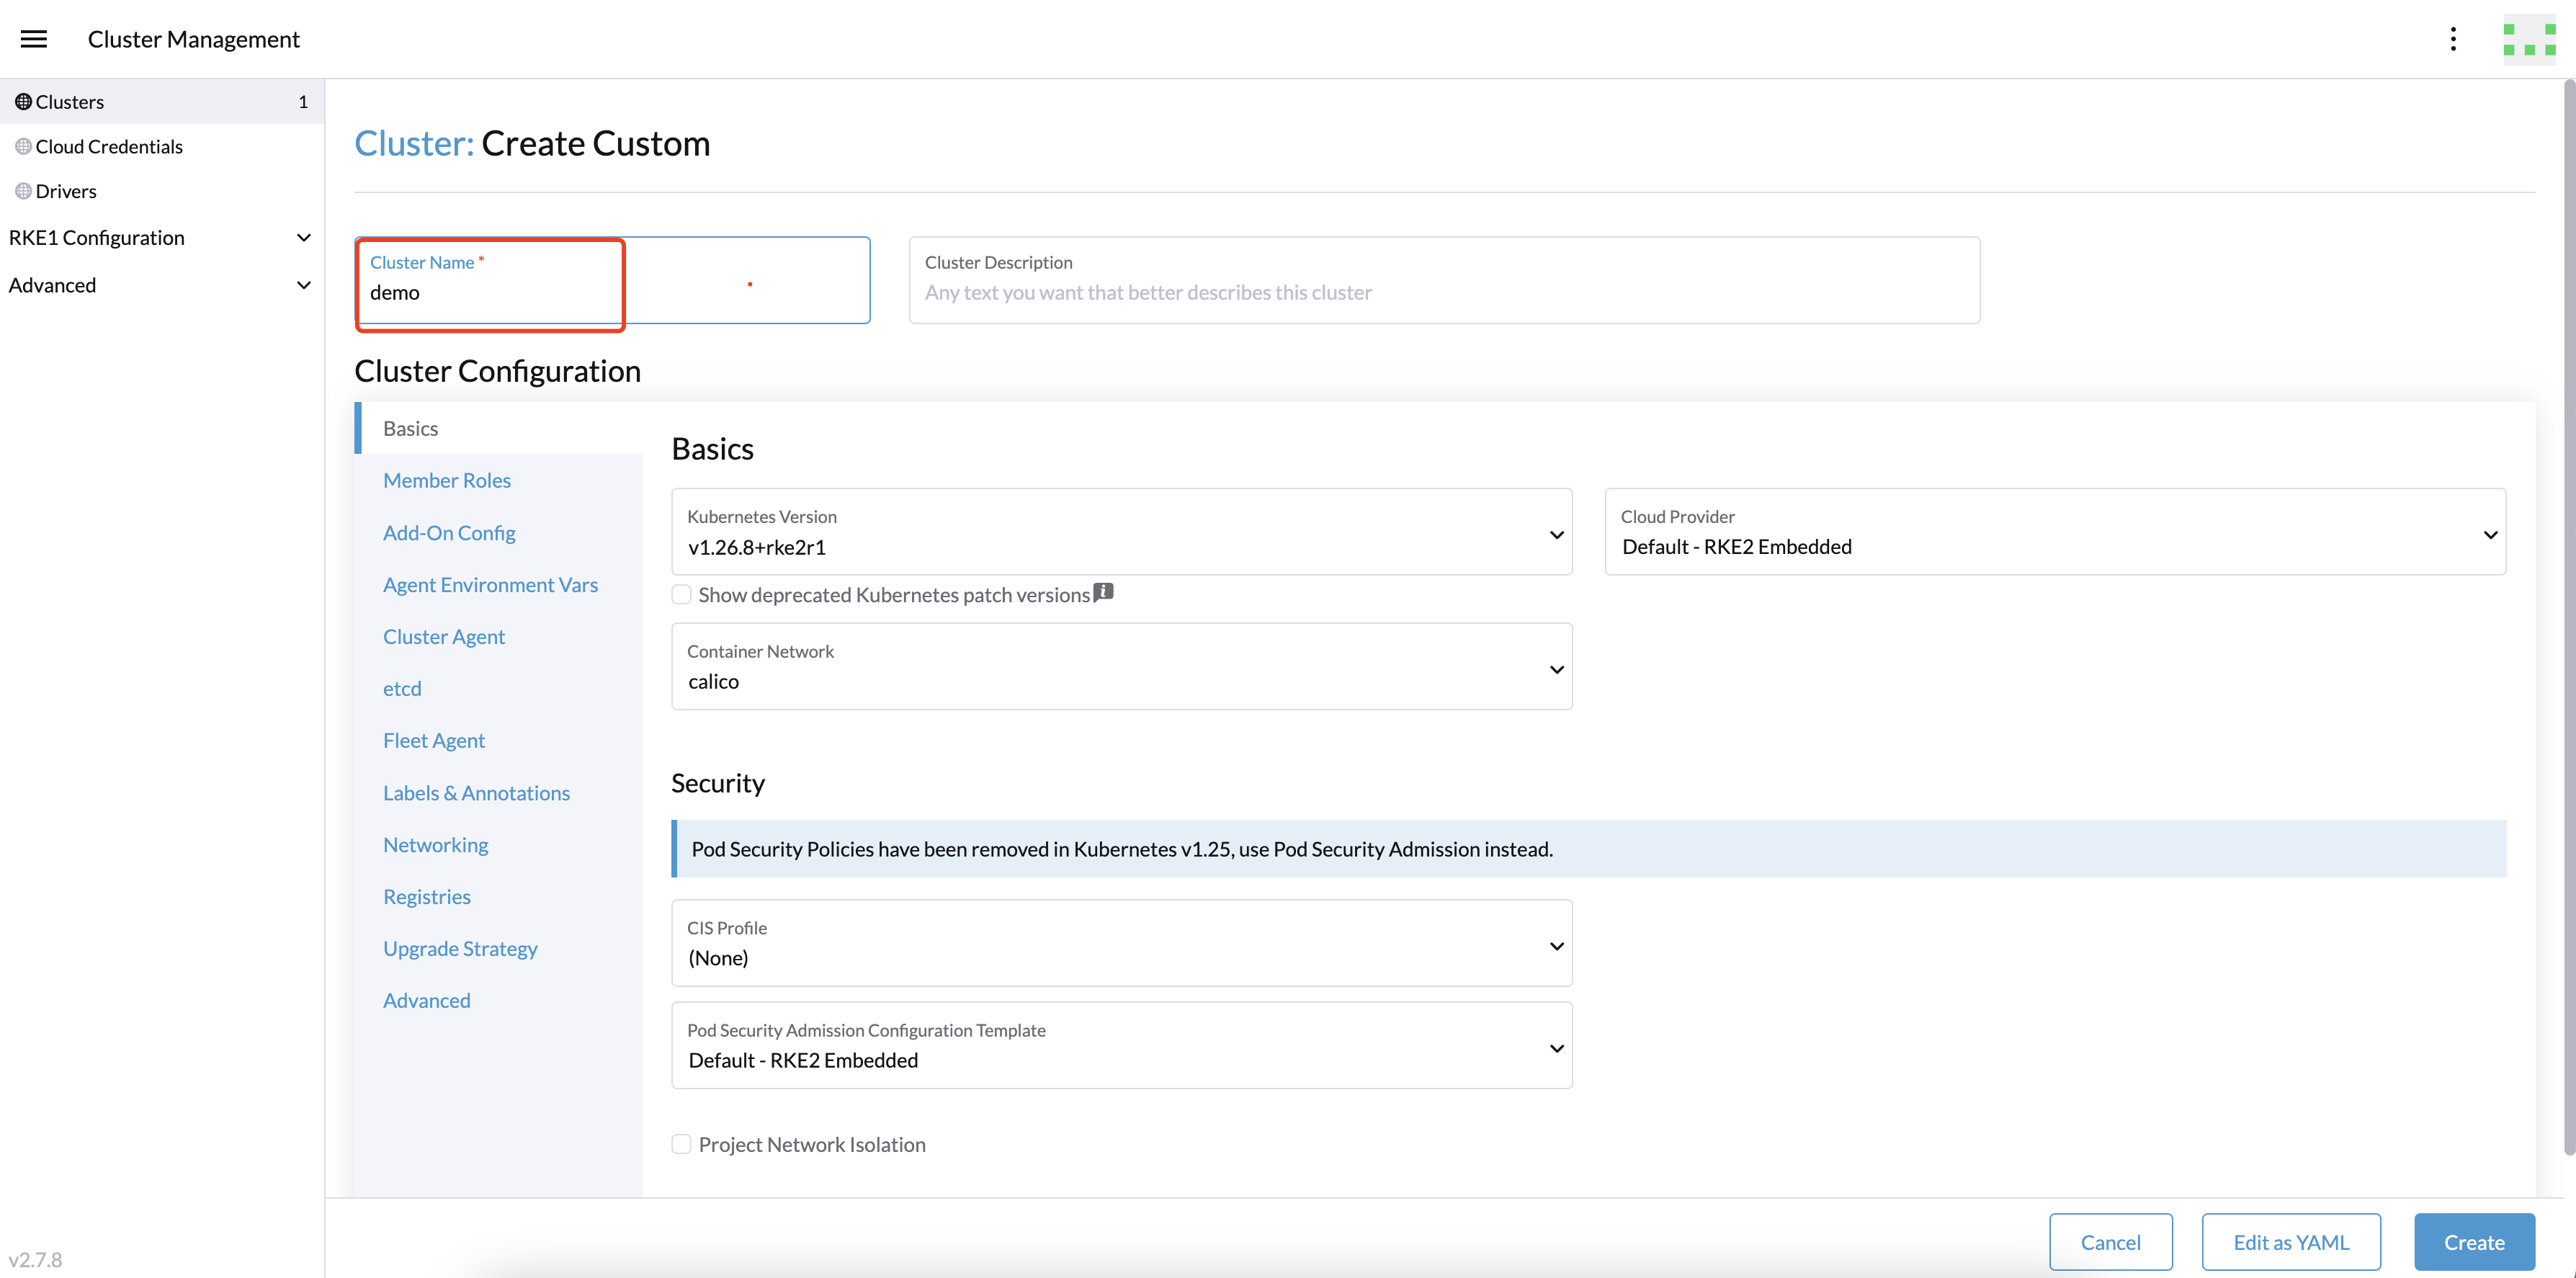 Cluster Management
Clusters 1
Cloud Credentials
Drivers
RKE1 Configuration
Advanced
v2.7.8
Cluster: Create Custom
Cluster Name *
demo
Cluster Description
Any text you want that better describes this cluster
Cluster Configuration
Basics
Member Roles
Add-On Config
Agent Environment Vars
Cluster Agent
etcd
Fleet Agent
Labels & Annotations
Networking
Registries
Upgrade Strategy
Advanced
Basics
Kubernetes Version
v1.26.8+rke2r1
Cloud Provider
Default - RKE2 Embedded
Show deprecated Kubernetes patch versions
Container Network
calico
Security
Pod Security Policies have been removed in Kubernetes v1.25, use Pod Security Admission instead.
CIS Profile
(None)
Pod Security Admission Configuration Template
Default - RKE2 Embedded
Project Network Isolation
Cancel
Edit as YAML
Create